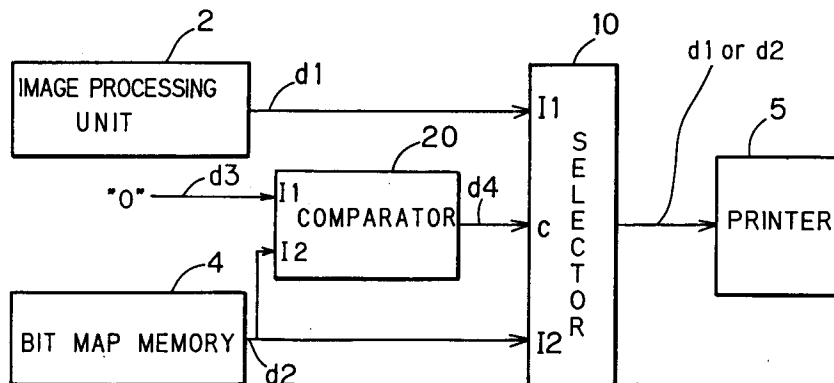 2
IMAGE PROCESSING
UNIT
d1
10
d1 or d2
I1
5
20
"0"
d3
I1
COMPARATOR
I2
d4
C
SELECTOR
PRINTER
4
BIT MAP MEMORY
d2
I2